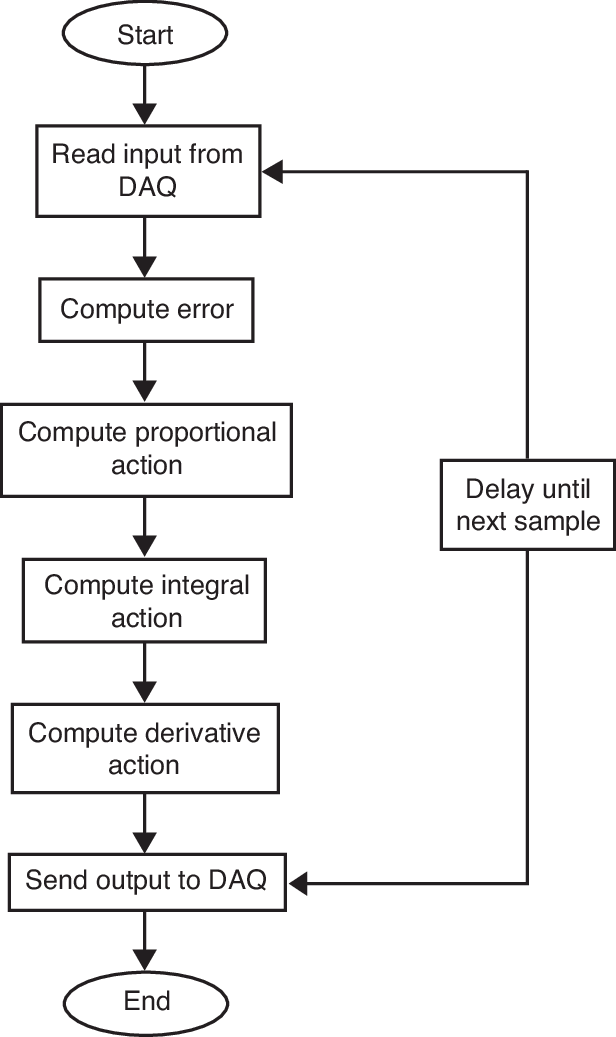 Start
Read input from
DAQ
Compute error
Compute proportional
action
Delay until
next sample
Compute integral
action
Compute derivative
action
Send output to DAQ
End